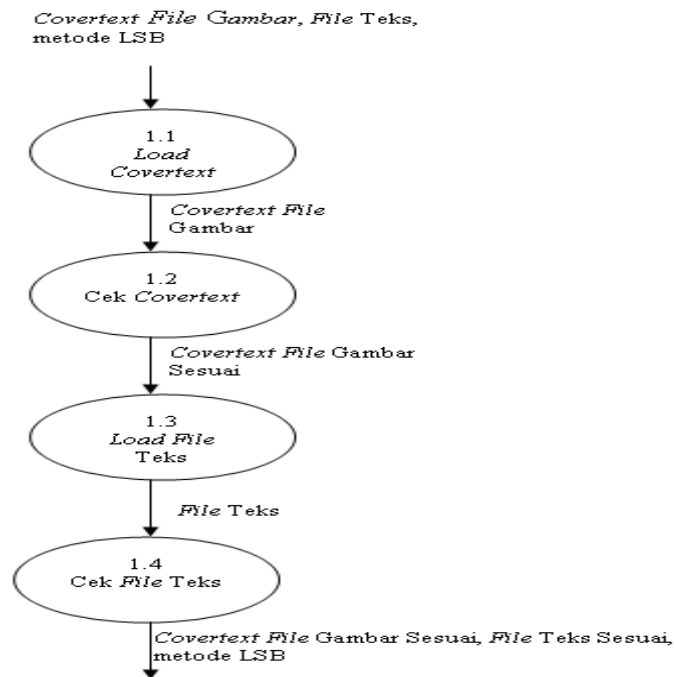 Covertext File Gambar, File Teks,
metode LSB
1.1
Load
Covertext
Covertext File
Gambar
1.2
Cek Covertext
Covertext File Gambar
Sesuai
1.3
Load File
Teks
File Teks
1.4
Cek File Teks
Covertext File Gambar Sesuai, File Teks Sesuai,
metode LSB